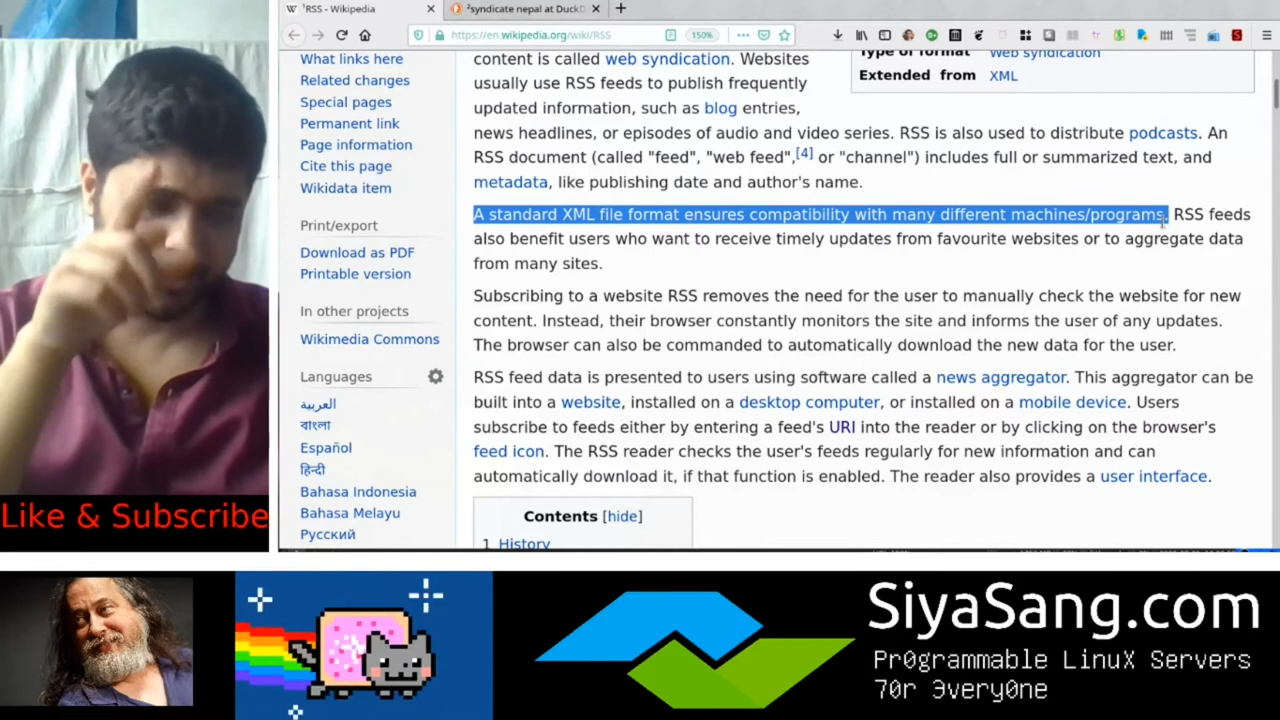 ¹RSS - Wikipedia
²syndicate nepal at DuckD
https://en.wikipedia.org/wiki/RSS
150%
What links here
Related changes
Special pages
Permanent link
Page information
Cite this page
Wikidata item
Print/export
Download as PDF
Printable version
In other projects
Wikimedia Commons
Languages
العربية
বাংলা
Español
हिन्दी
Bahasa Indonesia
Bahasa Melayu
Русский
Type of format Web syndication
Extended from XML
content is called web syndication. Websites
usually use RSS feeds to publish frequently
updated information, such as blog entries,
news headlines, or episodes of audio and video series. RSS is also used to distribute podcasts. An
RSS document (called "feed", "web feed",[4] or "channel") includes full or summarized text, and
metadata, like publishing date and author's name.
A standard XML file format ensures compatibility with many different machines/programs. RSS feeds
also benefit users who want to receive timely updates from favourite websites or to aggregate data
from many sites.
Subscribing to a website RSS removes the need for the user to manually check the website for new
content. Instead, their browser constantly monitors the site and informs the user of any updates.
The browser can also be commanded to automatically download the new data for the user.
RSS feed data is presented to users using software called a news aggregator. This aggregator can be
built into a website, installed on a desktop computer, or installed on a mobile device. Users
subscribe to feeds either by entering a feed's URI into the reader or by clicking on the browser's
feed icon. The RSS reader checks the user's feeds regularly for new information and can
automatically download it, if that function is enabled. The reader also provides a user interface.
Contents [hide]
1 History
Like & Subscribe
SiyaSang.com
Pr0grammable LinuX Servers
70r 3very0ne